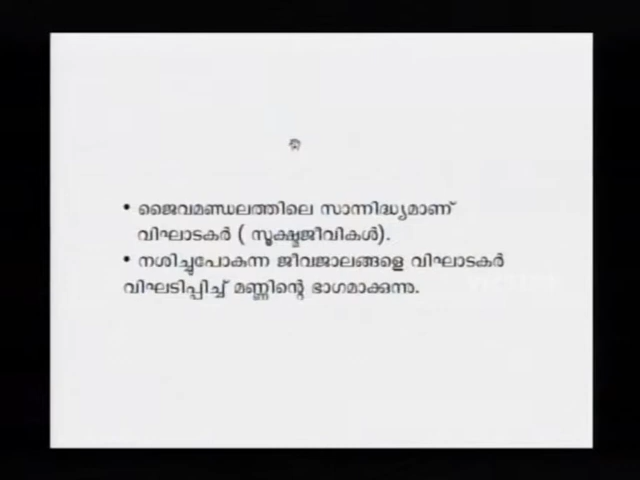 • ജൈവമണ്ഡലത്തിലെ സാന്നിദ്ധ്യമാണ്
വിഘാടകർ ( സൂക്ഷ്മജീവികൾ).
• നശിച്ചുപോകുന്ന ജീവജാലങ്ങളെ വിഘാടകർ
വിഘടിപ്പിച്ച് മണ്ണിന്റെ ഭാഗമാക്കുന്നു.